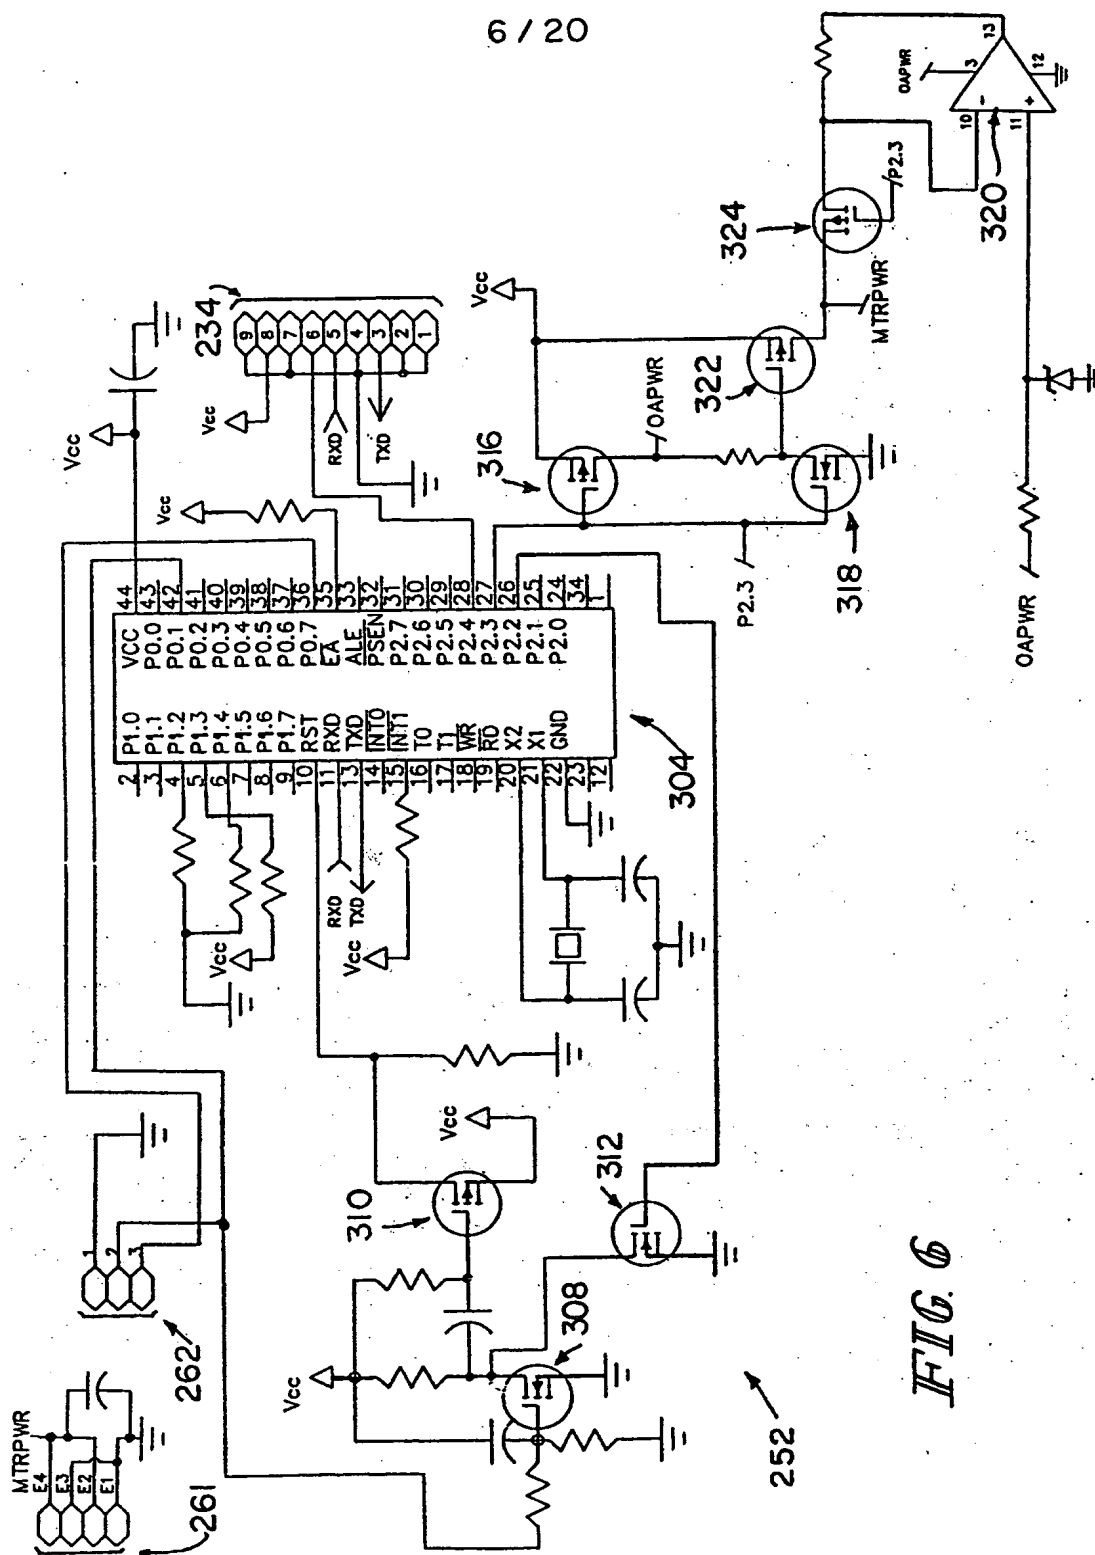 6/20
MTRPWR
E4
E3
E2
E1
261
1
2
3
262
Vcc
Vcc
Vcc
234
9
8
7
6
5
4
3
2
1
RXD
TXD
2 P1.0
3 P1.1
4 P1.2
5 P1.3
6 P1.4
7 P1.5
8 P1.6
9 P1.7
10 RST
11 RXD
13 TXD
14 INT0
15 INT1
16 T0
17 T1
18 WR
19 RD
20 X2
21 X1
22 GND
23
12
VCC 44
P0.0 43
P0.1 42
P0.2 41
P0.3 40
P0.4 39
P0.5 38
P0.6 37
P0.7 36
EA 35
ALE 33
PSEN 32
P2.7 31
P2.6 30
P2.5 29
P2.4 28
P2.3 27
P2.2 26
P2.1 25
P2.0 24
34
1
304
Vcc
RXD
TXD
Vcc
310
Vcc
312
Vcc
308
252
Vcc
316
OAPWR
322
MTRPWR
324
P2.3
P2.3
318
OAPWR
OAPWR
3
13
12
10
11
-
+
320
FIG. 6